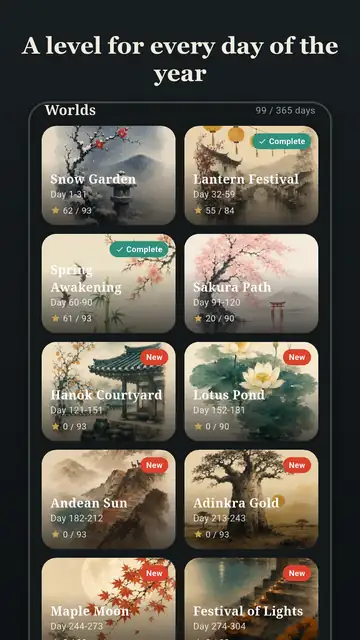 A level for every day of the
year
Worlds
99 / 365 days
Snow Garden
Day 1-31
★ 62 / 93
✓ Complete
Lantern Festival
Day 32-59
★ 55 / 84
✓ Complete
Spring
Awakening
Day 60-90
★ 61 / 93
Sakura Path
Day 91-120
★ 20 / 90
New
Hanok Courtyard
Day 121-151
★ 0 / 93
New
Lotus Pond
Day 152-181
★ 0 / 90
New
Andean Sun
Day 182-212
★ 0 / 93
New
Adinkra Gold
Day 213-243
★ 0 / 93
New
Maple Moon
Day 244-273
New
Festival of Lights
Day 274-304